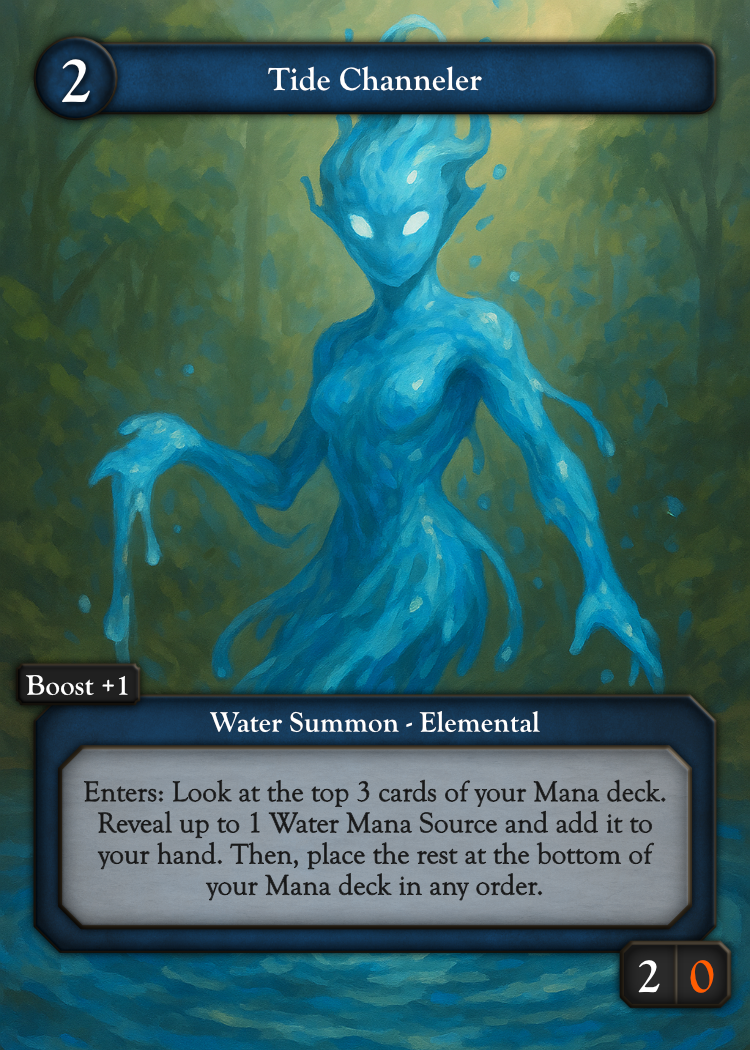 2
Tide Channeler
Boost +1
Water Summon - Elemental
Enters: Look at the top 3 cards of your Mana deck.
Reveal up to 1 Water Mana Source and add it to
your hand. Then, place the rest at the bottom of
your Mana deck in any order.
2 0